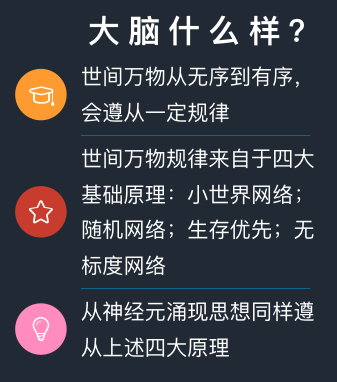 大脑什么样？
世间万物从无序到有序，
会遵从一定规律
世间万物规律来自于四大
基础原理：小世界网络；
随机网络；生存优先；无
标度网络
从神经元涌现思想同样遵
从上述四大原理